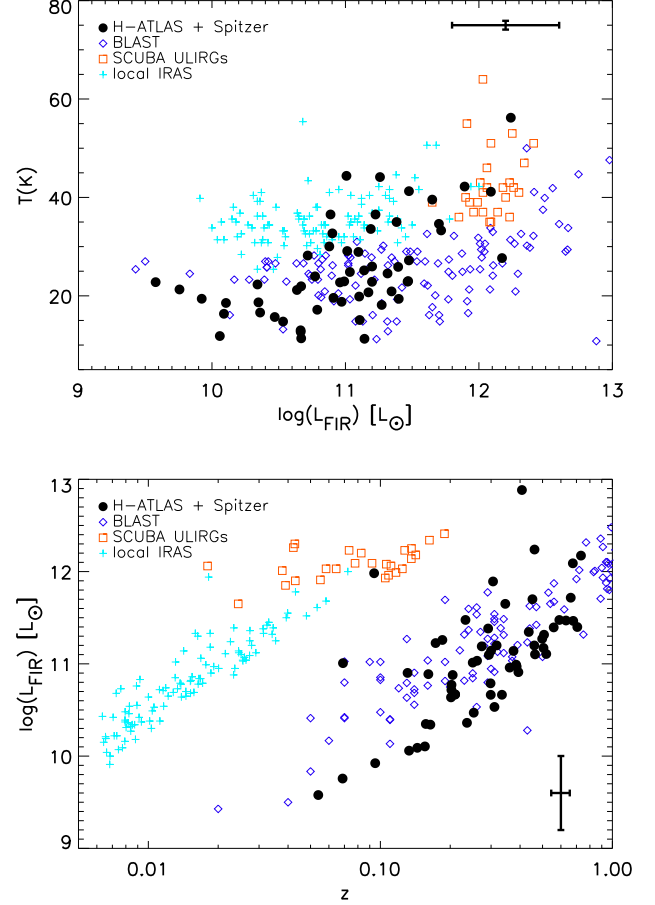 80
60
40
20
T(K)
H-ATLAS + Spitzer
BLAST
SCUBA ULIRGs
local IRAS
9 10 11 12 13
log(L_FIR) [L_⊙]
13
12
11
10
9
log(L_FIR) [L_⊙]
H-ATLAS + Spitzer
BLAST
SCUBA ULIRGs
local IRAS
0.01 0.10 1.00
z